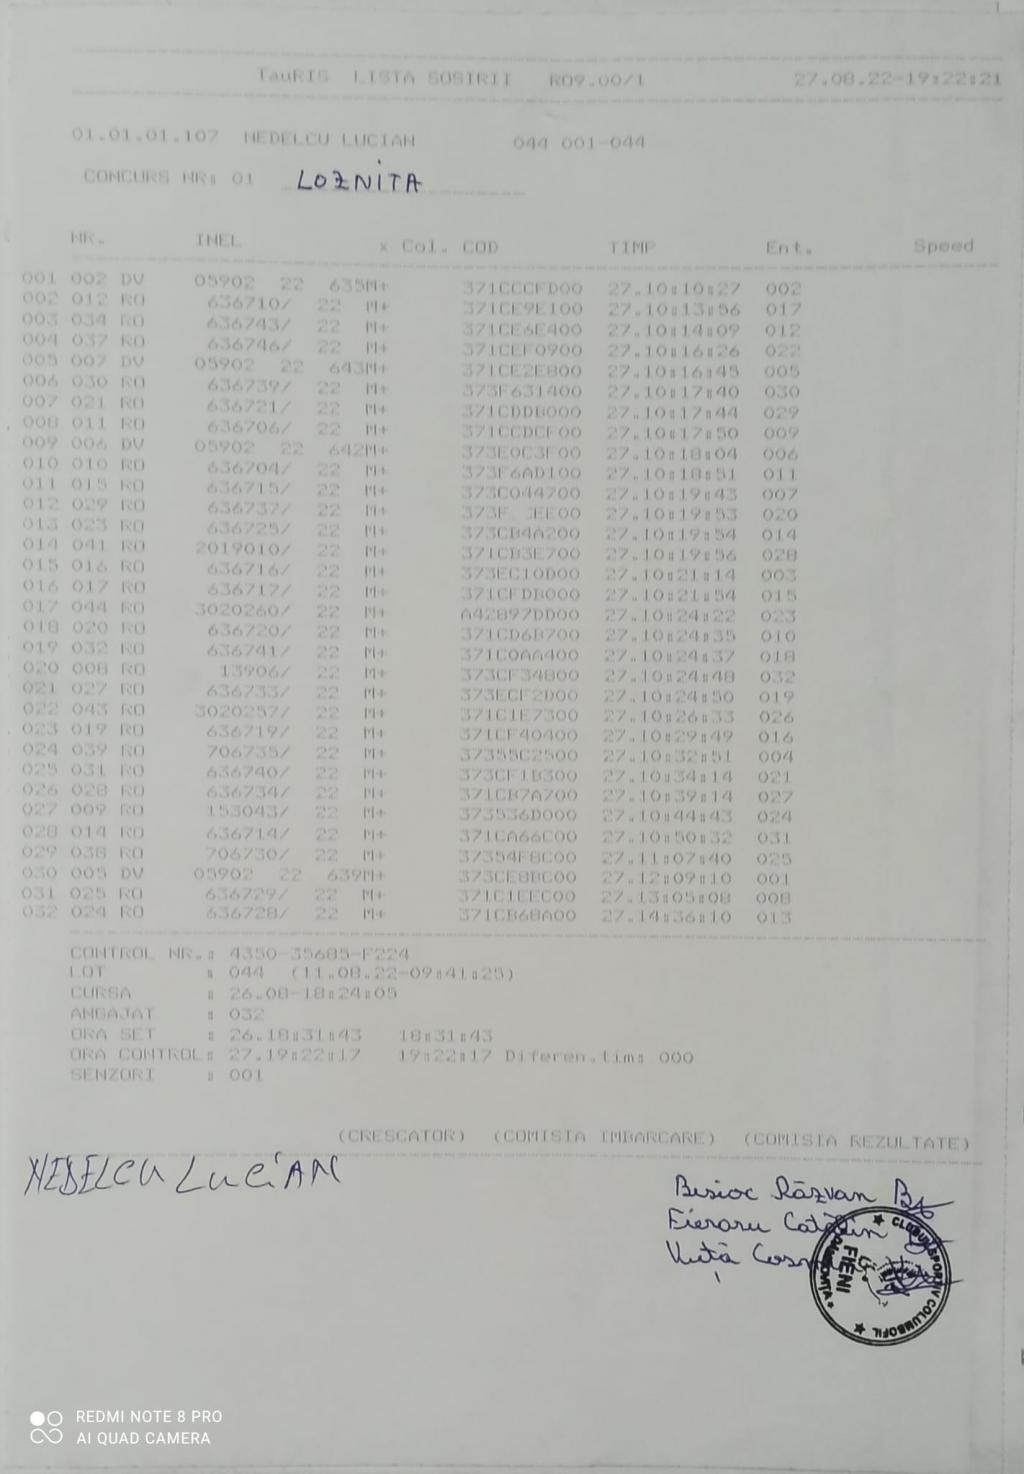 TauRIS LISTA SOSIRII RO9.00/1 27.08.22-19:22:21
01.01.01.107 NEDELCU LUCIAN 044 001-044
CONCURS NR: 01 LOZNITA
NR. INEL x Col. COD TIMP Ent. Speed
001 002 DV 05902 22 635M+ 371CCCFD00 27.10:10:27 002
002 012 RO 636710/ 22 M+ 371CE9E100 27.10:13:56 017
003 034 RO 636743/ 22 M+ 371CE6E400 27.10:14:09 012
004 037 RO 636746/ 22 M+ 371CEF0900 27.10:16:26 022
005 007 DV 05902 22 643M+ 371CE2E800 27.10:16:45 005
006 030 RO 636739/ 22 M+ 373F631400 27.10:17:40 030
007 021 RO 636721/ 22 M+ 371CDDB000 27.10:17:44 029
008 011 RO 636706/ 22 M+ 371CCDCF00 27.10:17:50 009
009 006 DV 05902 22 642M+ 373E0C3F00 27.10:18:04 006
010 010 RO 636704/ 22 M+ 373F6AD100 27.10:18:51 011
011 015 RO 636715/ 22 M+ 373C044700 27.10:19:43 007
012 029 RO 636737/ 22 M+ 27.10:19:53 020
013 023 RO 636725/ 22 M+ 373CB4A200 27.10:19:54 014
014 041 RO 2019010/ 22 M+ 371CB3E700 27.10:19:56 028
015 016 RO 636716/ 22 M+ 373EC10D00 27.10:21:14 003
016 017 RO 636717/ 22 M+ 371CFDB000 27.10:21:54 015
017 044 RO 3020260/ 22 M+ A42897DD00 27.10:24:22 023
018 020 RO 636720/ 22 M+ 371CD6B700 27.10:24:35 010
019 032 RO 636741/ 22 M+ 371C0AA400 27.10:24:37 018
020 008 RO 13906/ 22 M+ 373CF34800 27.10:24:48 032
021 027 RO 636733/ 22 M+ 373ECF2D00 27.10:24:50 019
022 043 RO 3020257/ 22 M+ 371C1E7300 27.10:26:33 026
023 019 RO 636719/ 22 M+ 371CF40400 27.10:29:49 016
024 039 RO 706735/ 22 M+ 37355C2500 27.10:32:51 004
025 031 RO 636740/ 22 M+ 373CF1B300 27.10:34:14 021
026 028 RO 636734/ 22 M+ 371CB7A700 27.10:39:14 027
027 009 RO 153043/ 22 M+ 373536D000 27.10:44:43 024
028 014 RO 636714/ 22 M+ 371CA66C00 27.10:50:32 031
029 038 RO 706730/ 22 M+ 37354F8C00 27.11:07:40 025
030 005 DV 05902 22 639M+ 373CE8BC00 27.12:09:10 001
031 025 RO 636729/ 22 M+ 371C1EEC00 27.13:05:08 008
032 024 RO 636728/ 22 M+ 371CB68A00 27.14:36:10 013
CONTROL NR.: 4350-35685-F224
LOT : 044 (11.08.22-09:41:25)
CURSA : 26.08-18:24:05
ANGAJAT : 032
ORA SET : 26.18:31:43 18:31:43
ORA CONTROL: 27.19:22:17 19:22:17 Diferen.tim: 000
SENZORI : 001
(CRESCATOR) (COMISIA IMBARCARE) (COMISIA REZULTATE)
NEDELCU LUCIAN
Bisioc Răzvan
Fieraru Cătălin
Vuță
CLUBUL SPORTIV COLUMBOFIL
DAMBOVITA
FIENI
REDMI NOTE 8 PRO
AI QUAD CAMERA